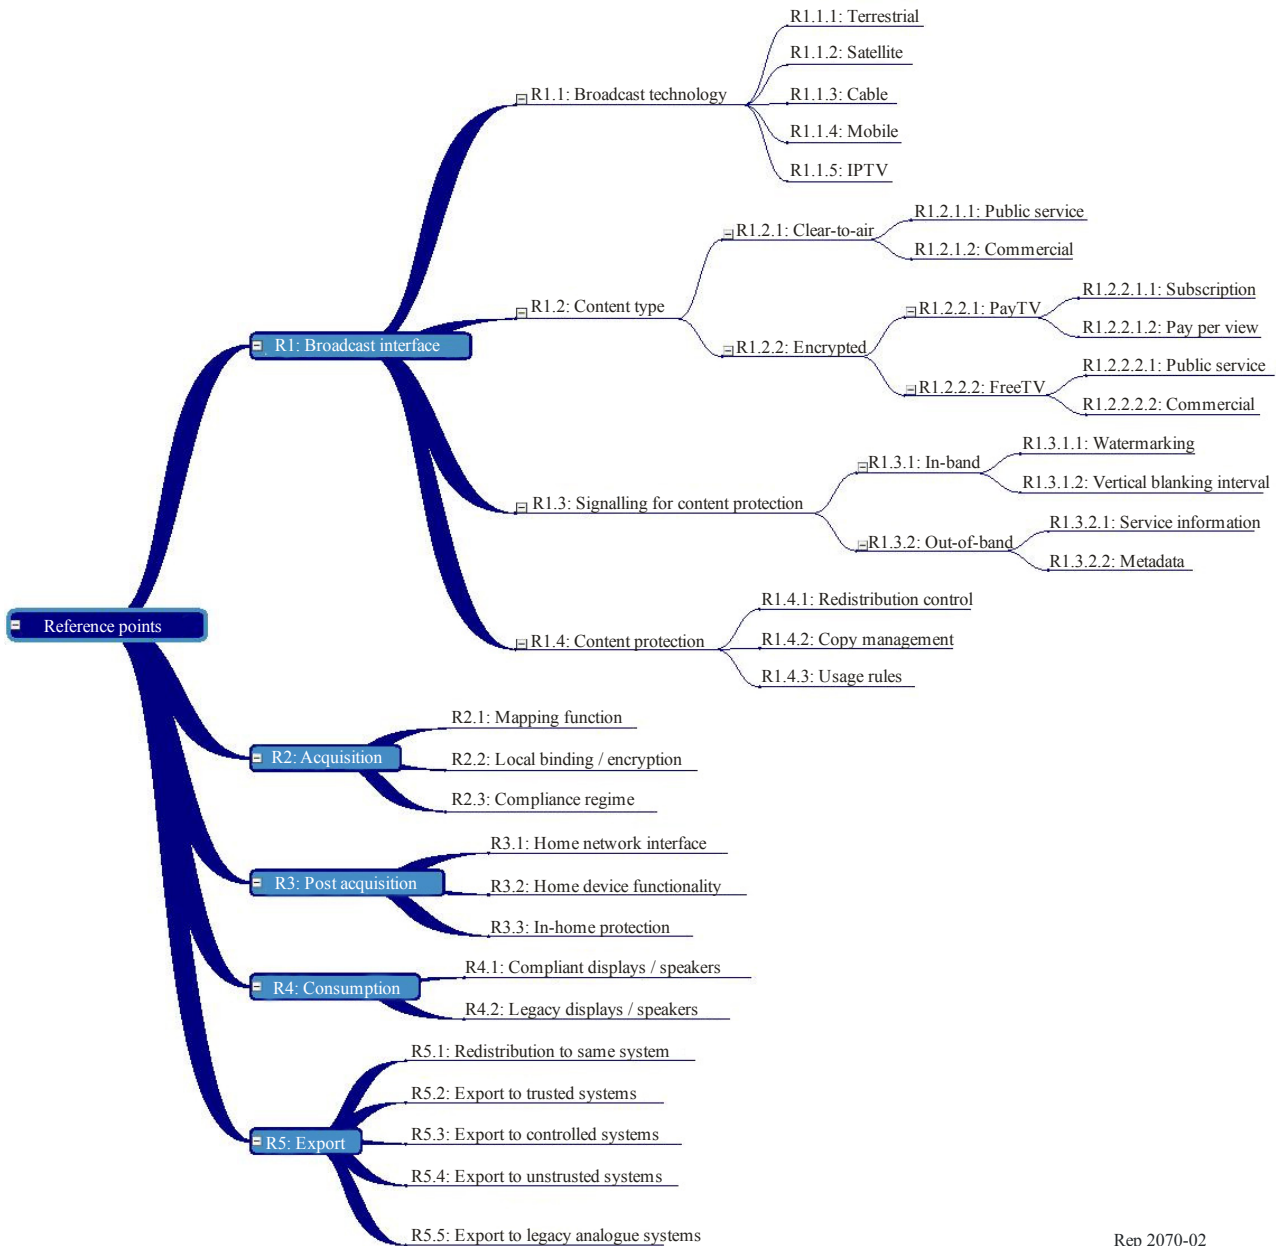 Reference points
R1: Broadcast interface
R1.1: Broadcast technology
R1.1.1: Terrestrial
R1.1.2: Satellite
R1.1.3: Cable
R1.1.4: Mobile
R1.1.5: IPTV
R1.2: Content type
R1.2.1: Clear-to-air
R1.2.1.1: Public service
R1.2.1.2: Commercial
R1.2.2: Encrypted
R1.2.2.1: PayTV
R1.2.2.1.1: Subscription
R1.2.2.1.2: Pay per view
R1.2.2.2: FreeTV
R1.2.2.2.1: Public service
R1.2.2.2.2: Commercial
R1.3: Signalling for content protection
R1.3.1: In-band
R1.3.1.1: Watermarking
R1.3.1.2: Vertical blanking interval
R1.3.2: Out-of-band
R1.3.2.1: Service information
R1.3.2.2: Metadata
R1.4: Content protection
R1.4.1: Redistribution control
R1.4.2: Copy management
R1.4.3: Usage rules
R2: Acquisition
R2.1: Mapping function
R2.2: Local binding / encryption
R2.3: Compliance regime
R3: Post acquisition
R3.1: Home network interface
R3.2: Home device functionality
R3.3: In-home protection
R4: Consumption
R4.1: Compliant displays / speakers
R4.2: Legacy displays / speakers
R5: Export
R5.1: Redistribution to same system
R5.2: Export to trusted systems
R5.3: Export to controlled systems
R5.4: Export to unstrusted systems
R5.5: Export to legacy analogue systems
Rep 2070-02